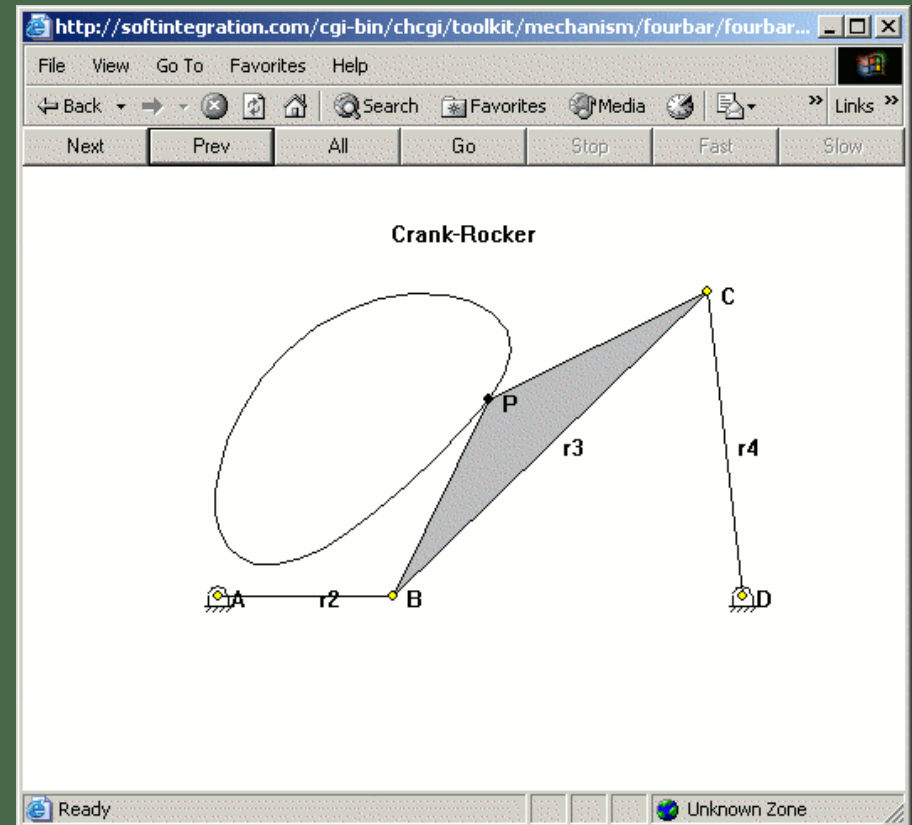 http://softintegration.com/cgi-bin/chcgi/toolkit/mechanism/fourbar/fourbar...
File View Go To Favorites Help
Back Search Favorites Media » Links »
Next Prev All Go Stop Fast Slow
Crank-Rocker
C
P
r3 r4
A r2 B D
Ready Unknown Zone